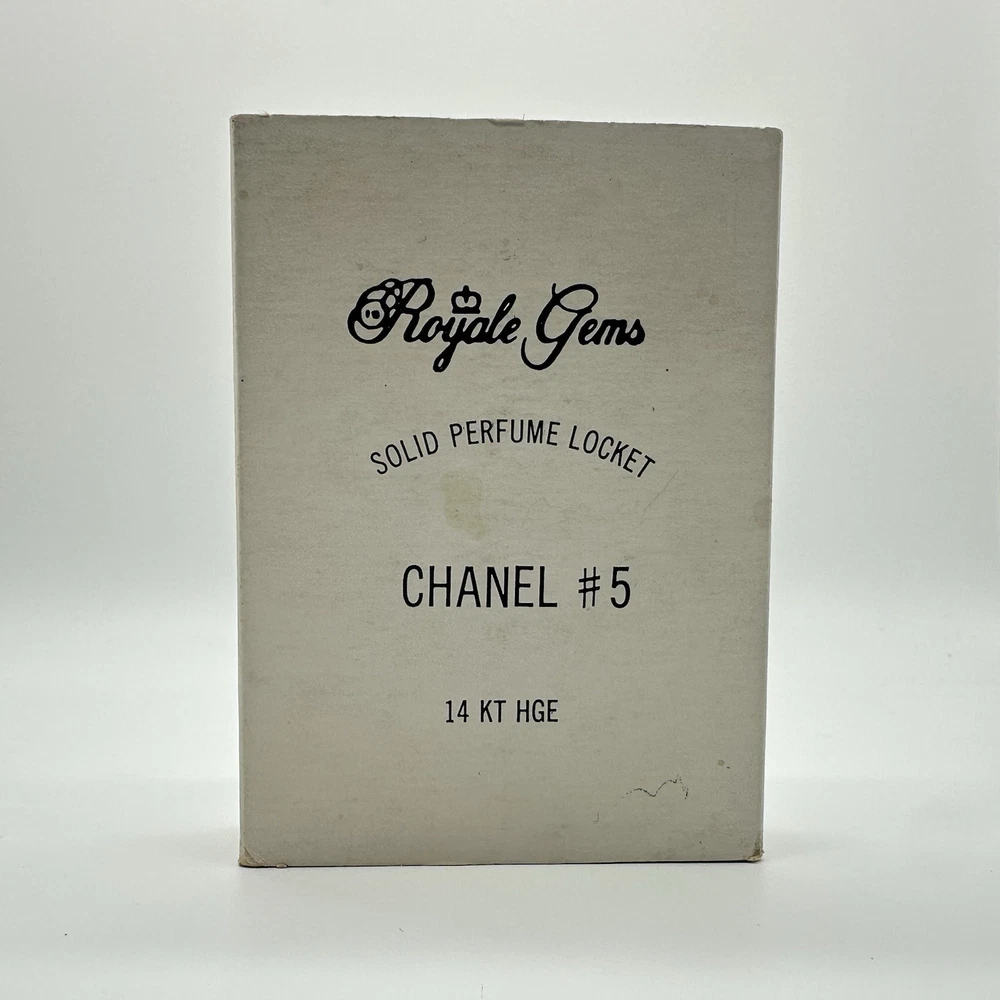 Royale Gems
SOLID PERFUME LOCKET
CHANEL #5
14 KT HGE